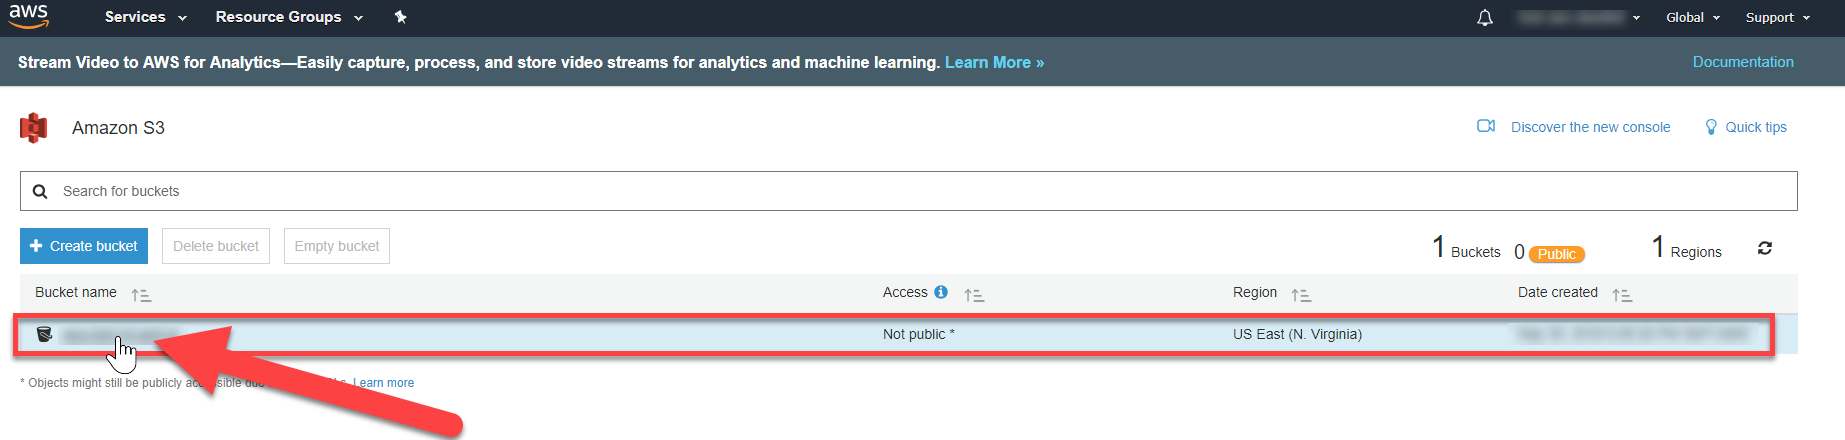 aws Services Resource Groups Global Support
Stream Video to AWS for Analytics—Easily capture, process, and store video streams for analytics and machine learning. Learn More » Documentation
Amazon S3 Discover the new console Quick tips
Search for buckets
Create bucket Delete bucket Empty bucket 1 Buckets 0 Public 1 Regions
Bucket name Access Region Date created
Not public * US East (N. Virginia)
* Objects might still be publicly Learn more